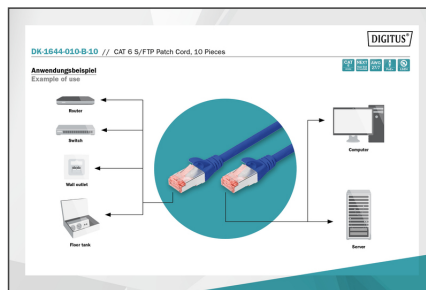 DIGITUS®
DK-1644-010-B-10 // CAT 6 S/FTP Patch Cord, 10 Pieces
Anwendungsbeispiel
Example of use
Router
Switch
Wall outlet
Floor tank
Computer
Server